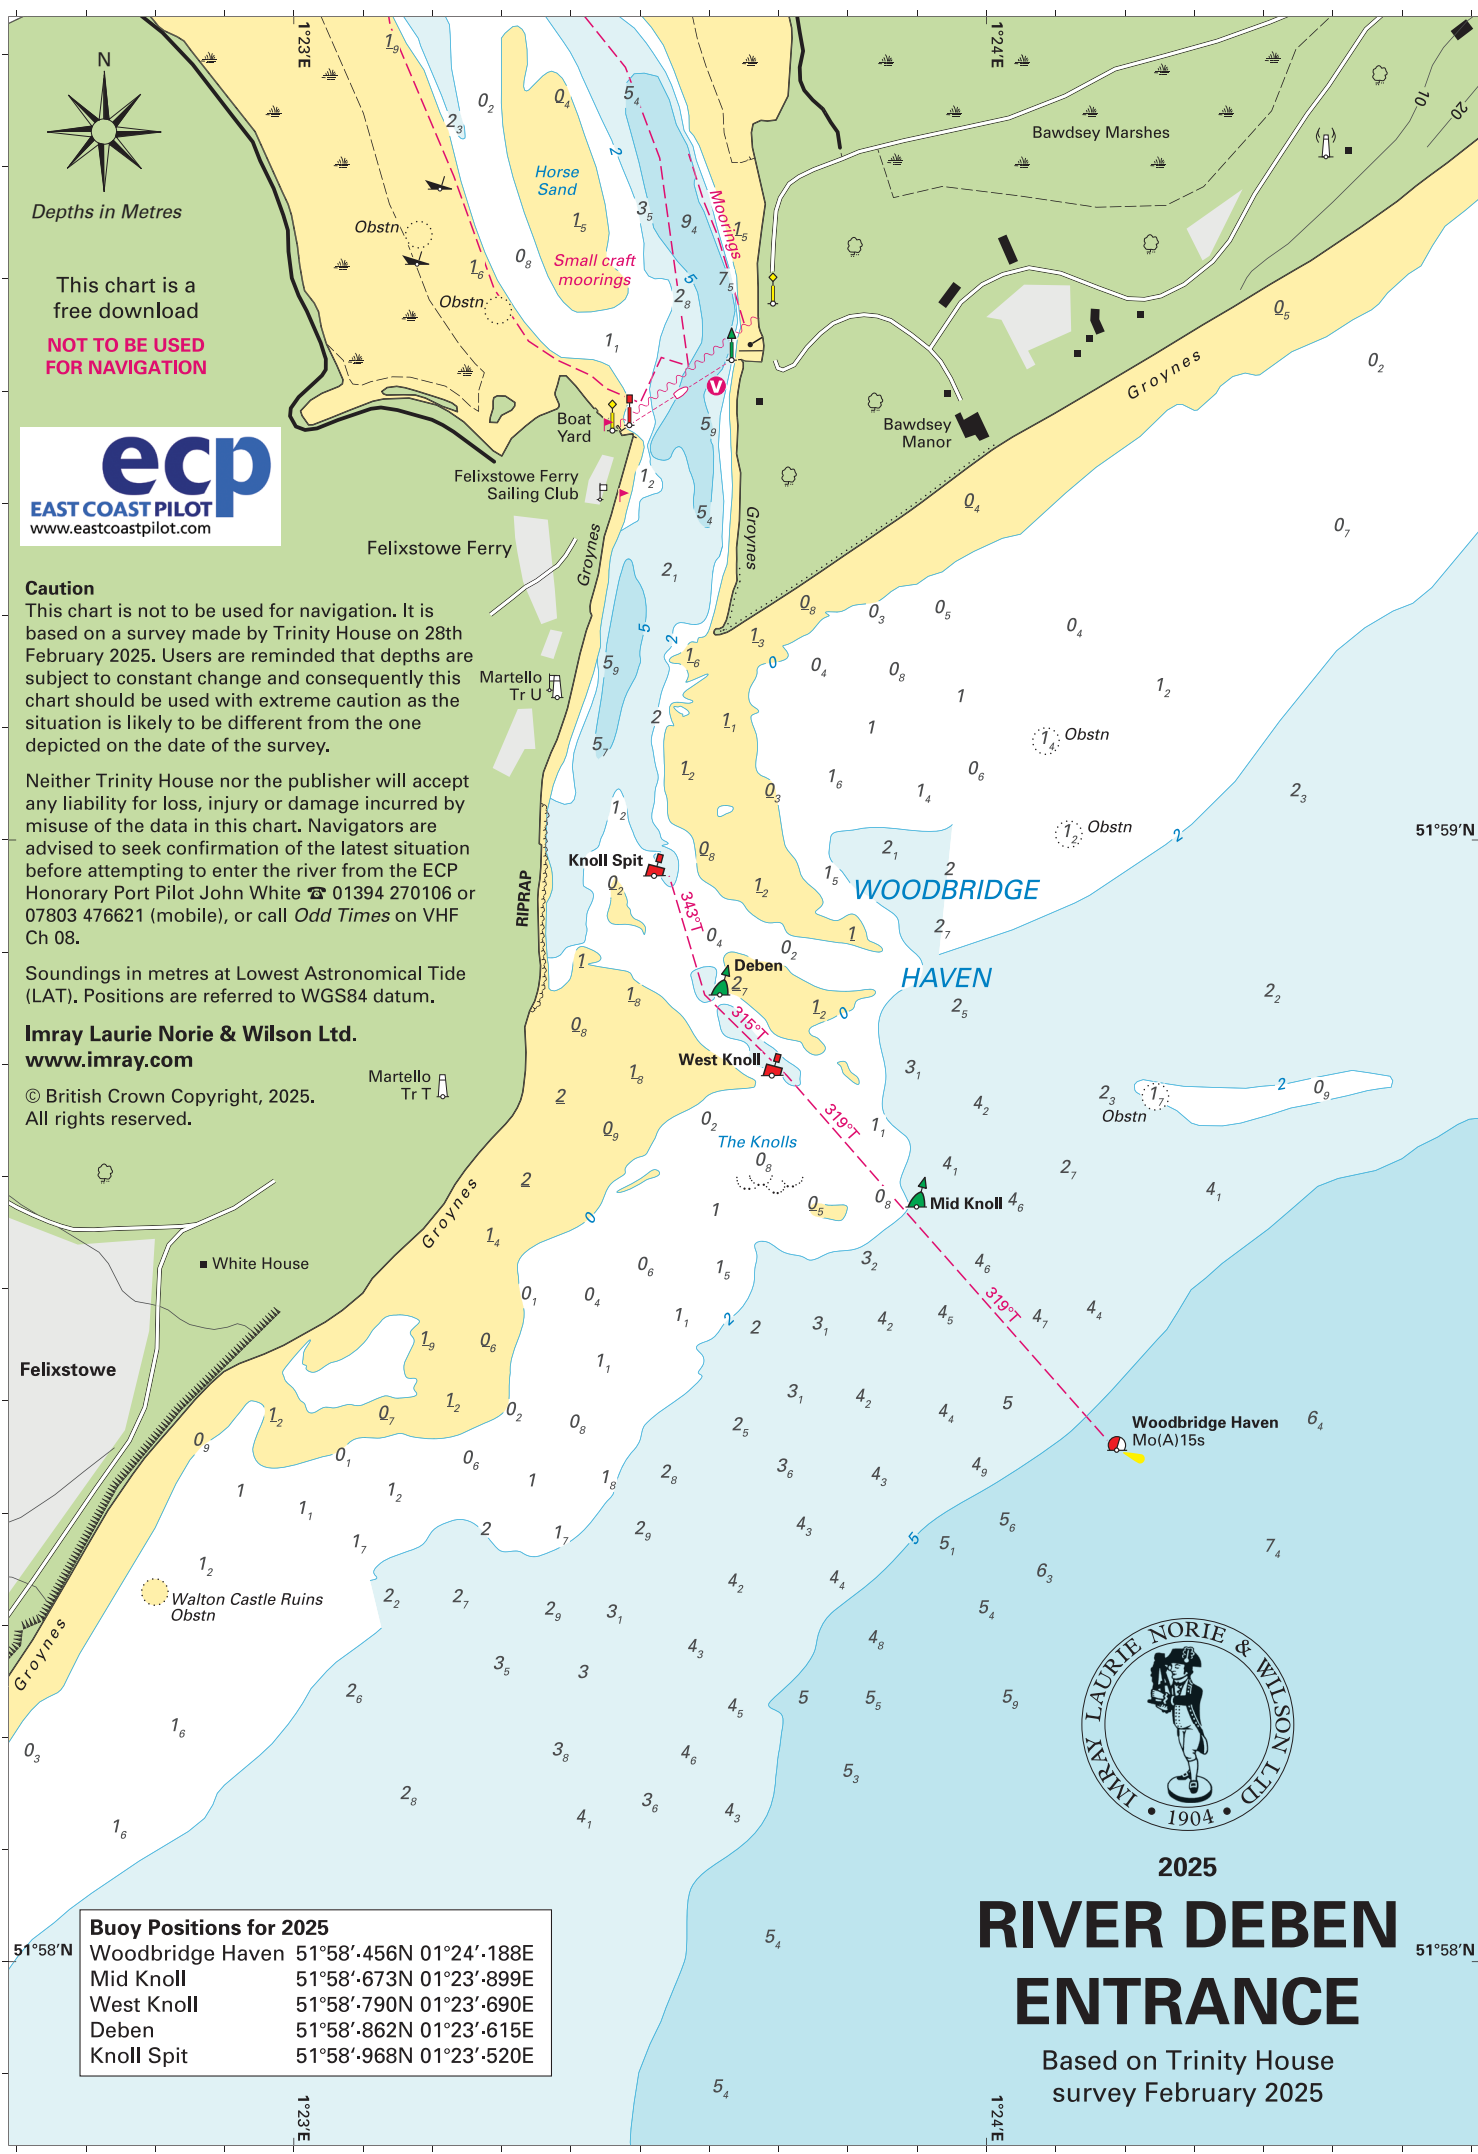 1°23'E
1°24'E
N
Depths in Metres
This chart is a
free download
NOT TO BE USED
FOR NAVIGATION
ecp
EAST COAST PILOT
www.eastcoastpilot.com
Caution
This chart is not to be used for navigation. It is
based on a survey made by Trinity House on 28th
February 2025. Users are reminded that depths are
subject to constant change and consequently this
chart should be used with extreme caution as the
situation is likely to be different from the one
depicted on the date of the survey.
Neither Trinity House nor the publisher will accept
any liability for loss, injury or damage incurred by
misuse of the data in this chart. Navigators are
advised to seek confirmation of the latest situation
before attempting to enter the river from the ECP
Honorary Port Pilot John White ☎ 01394 270106 or
07803 476621 (mobile), or call Odd Times on VHF
Ch 08.
Soundings in metres at Lowest Astronomical Tide
(LAT). Positions are referred to WGS84 datum.
Imray Laurie Norie & Wilson Ltd.
www.imray.com
© British Crown Copyright, 2025.
All rights reserved.
Bawdsey Marshes
10
20
Horse
Sand
Small craft
moorings
Moorings
Obstn
Obstn
V
Boat
Yard
Felixstowe Ferry
Sailing Club
Felixstowe Ferry
Groynes
Groynes
Groynes
Bawdsey
Manor
Martello
Tr U
RIPRAP
Knoll Spit
343°T
Deben
315°T
West Knoll
319°T
The Knolls
Mid Knoll
319°T
WOODBRIDGE
HAVEN
Obstn
Obstn
Obstn
51°59'N
Martello
Tr T
Groynes
White House
Felixstowe
Woodbridge Haven
Mo(A)15s
Walton Castle Ruins
Obstn
Groynes
IMRAY LAURIE NORIE & WILSON LTD
• 1904 •
2025
RIVER DEBEN
ENTRANCE
Based on Trinity House
survey February 2025
51°58'N
51°58'N
Buoy Positions for 2025
Woodbridge Haven 51°58'·456N 01°24'·188E
Mid Knoll 51°58'·673N 01°23'·899E
West Knoll 51°58'·790N 01°23'·690E
Deben 51°58'·862N 01°23'·615E
Knoll Spit 51°58'·968N 01°23'·520E
1°23'E
1°24'E